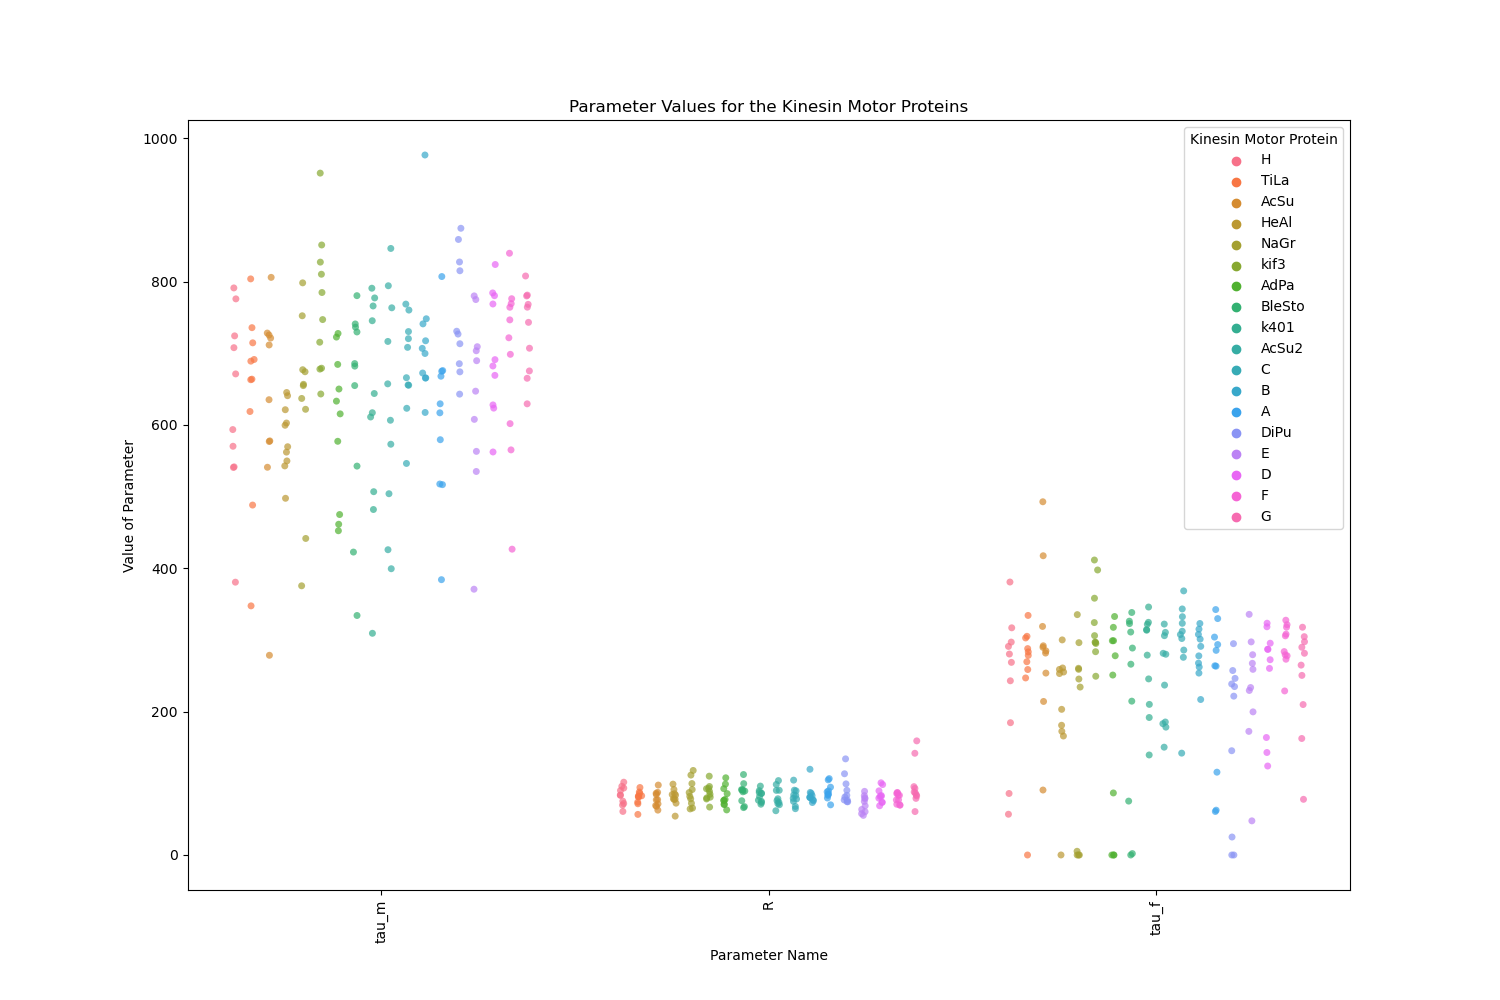 Parameter Values for the Kinesin Motor Proteins
1000
800
600
400
200
0
Value of Parameter
Kinesin Motor Protein
H
TiLa
AcSu
HeAl
NaGr
kif3
AdPa
BleSto
k401
AcSu2
C
B
A
DiPu
E
D
F
G
tau_m
R
tau_f
Parameter Name